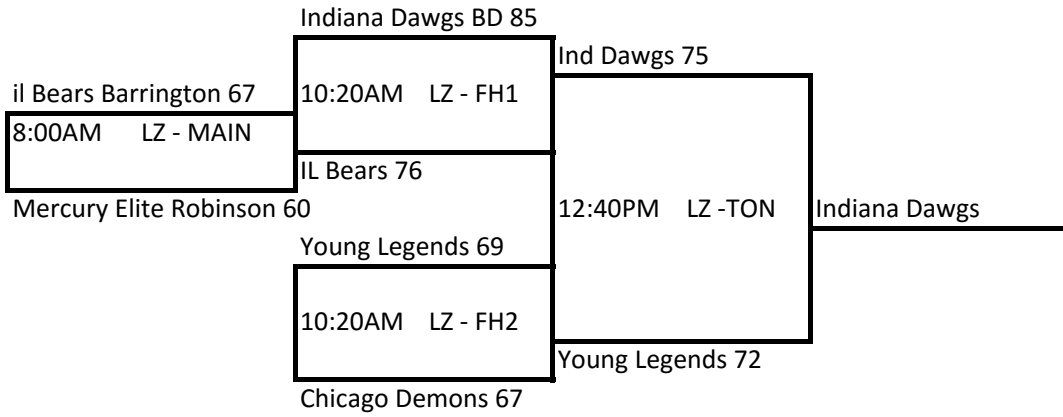 Indiana Dawgs BD 85
Ind Dawgs 75
il Bears Barrington 67
10:20AM LZ - FH1
8:00AM LZ - MAIN
IL Bears 76
Mercury Elite Robinson 60
12:40PM LZ -TON
Indiana Dawgs
Young Legends 69
10:20AM LZ - FH2
Young Legends 72
Chicago Demons 67